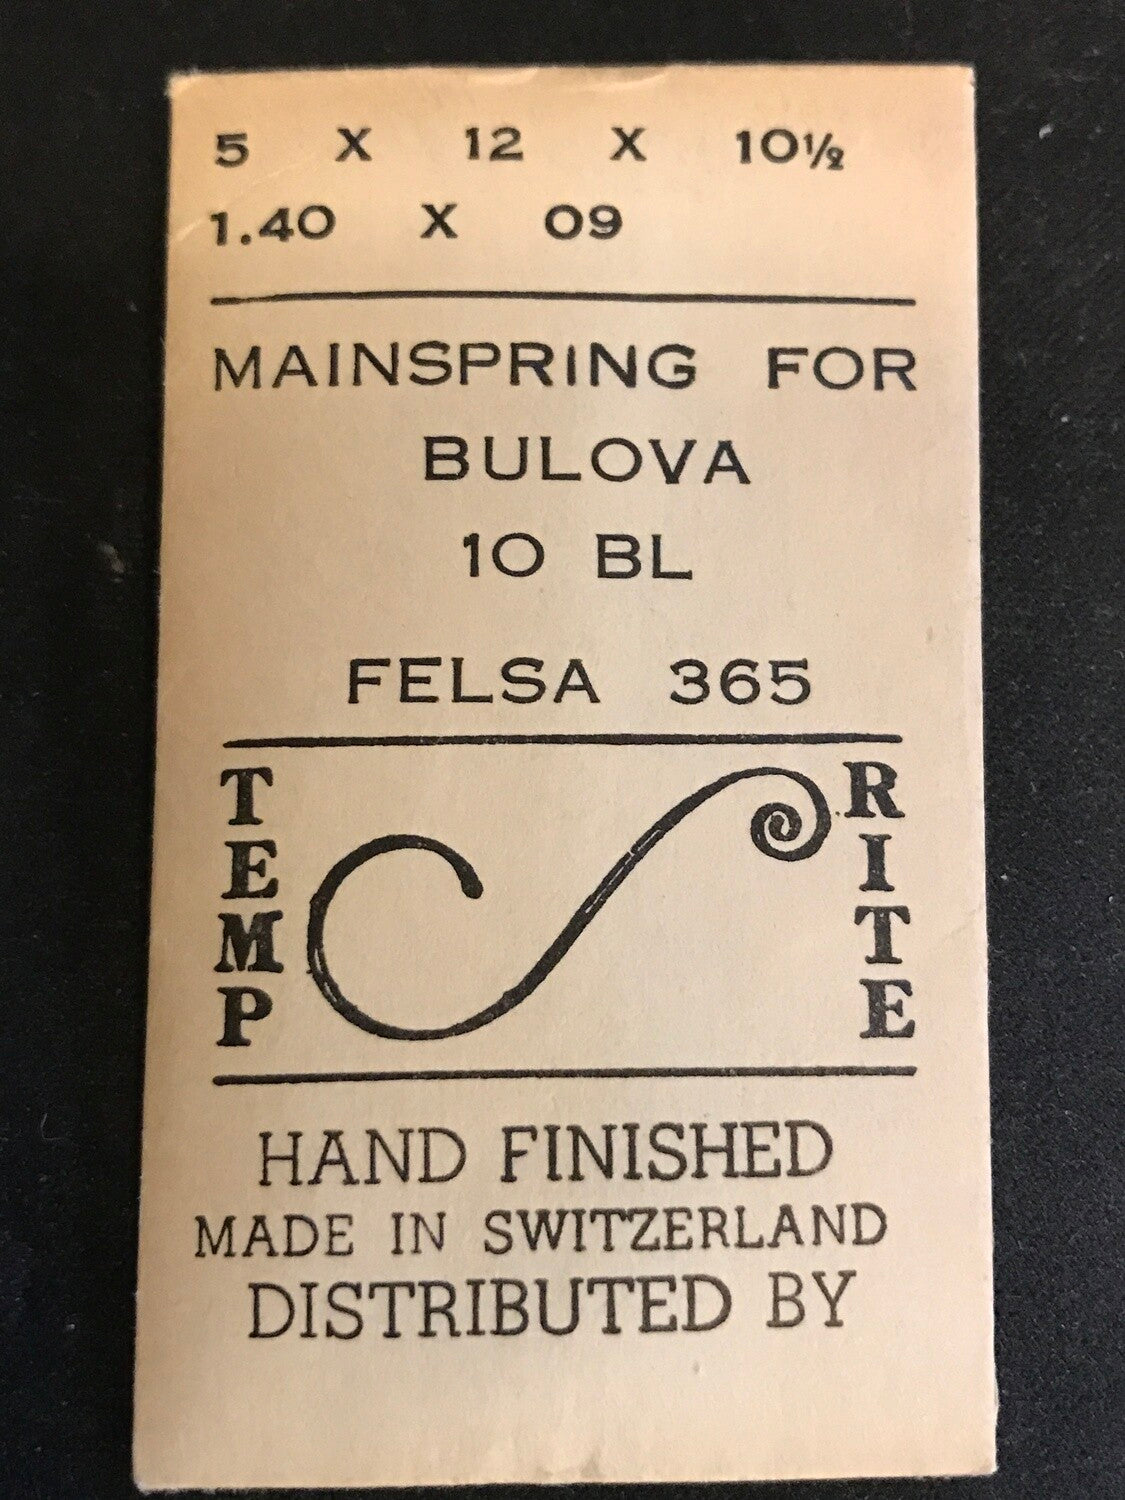 5 X 12 X 10½
1.40 X 09
MAINSPRING FOR
BULOVA
10 BL
FELSA 365
TEMP
RITE
HAND FINISHED
MADE IN SWITZERLAND
DISTRIBUTED BY